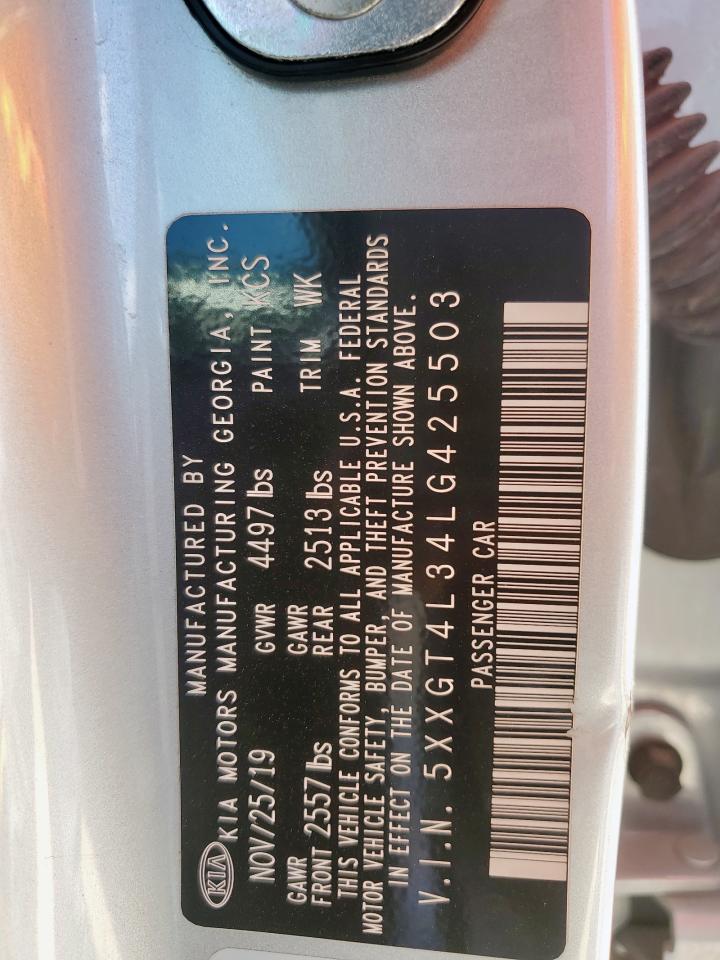 KIA
MANUFACTURED BY
KIA MOTORS MANUFACTURING GEORGIA, INC.
NOV/25/19 GVWR 4497 lbs PAINT KCS
GAWR FRONT 2557 lbs GAWR REAR 2513 lbs TRIM WK
THIS VEHICLE CONFORMS TO ALL APPLICABLE U.S.A. FEDERAL
MOTOR VEHICLE SAFETY, BUMPER, AND THEFT PREVENTION STANDARDS
IN EFFECT ON THE DATE OF MANUFACTURE SHOWN ABOVE.
V.I.N. 5XXGT4L34LG425503
PASSENGER CAR